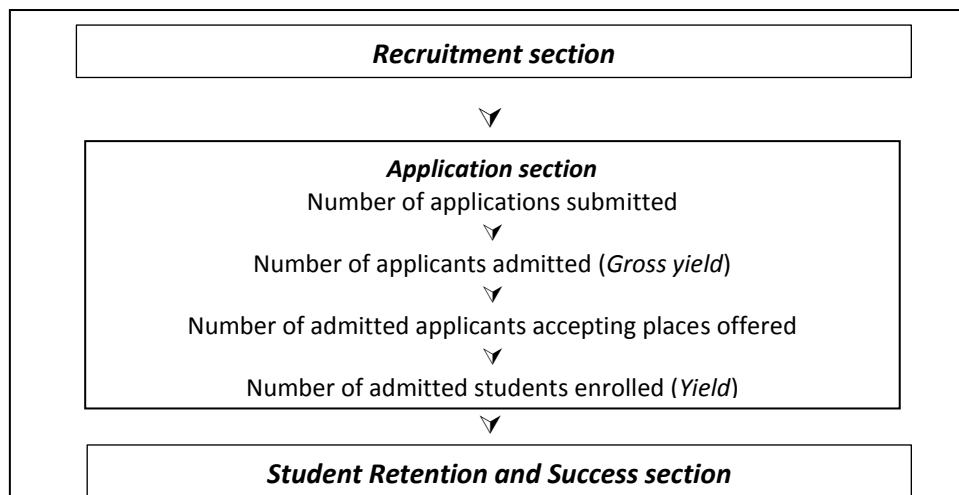 Recruitment section
Application section
Number of applications submitted
Number of applicants admitted (Gross yield)
Number of admitted applicants accepting places offered
Number of admitted students enrolled (Yield)
Student Retention and Success section